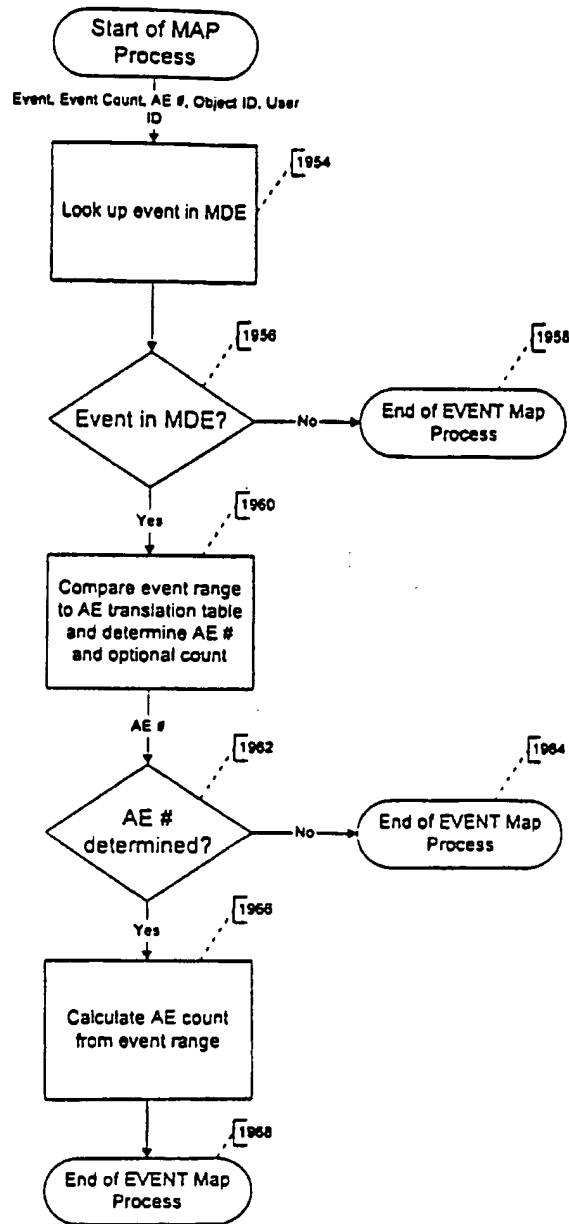 Start of MAP
Process
Event, Event Count, AE #, Object ID, User
ID
1954
Look up event in MDE
1956
1958
Event in MDE?
No
End of EVENT Map
Process
Yes
1960
Compare event range
to AE translation table
and determine AE #
and optional count
AE #
1962
1964
AE #
determined?
No
End of EVENT Map
Process
Yes
1966
Calculate AE count
from event range
1968
End of EVENT Map
Process